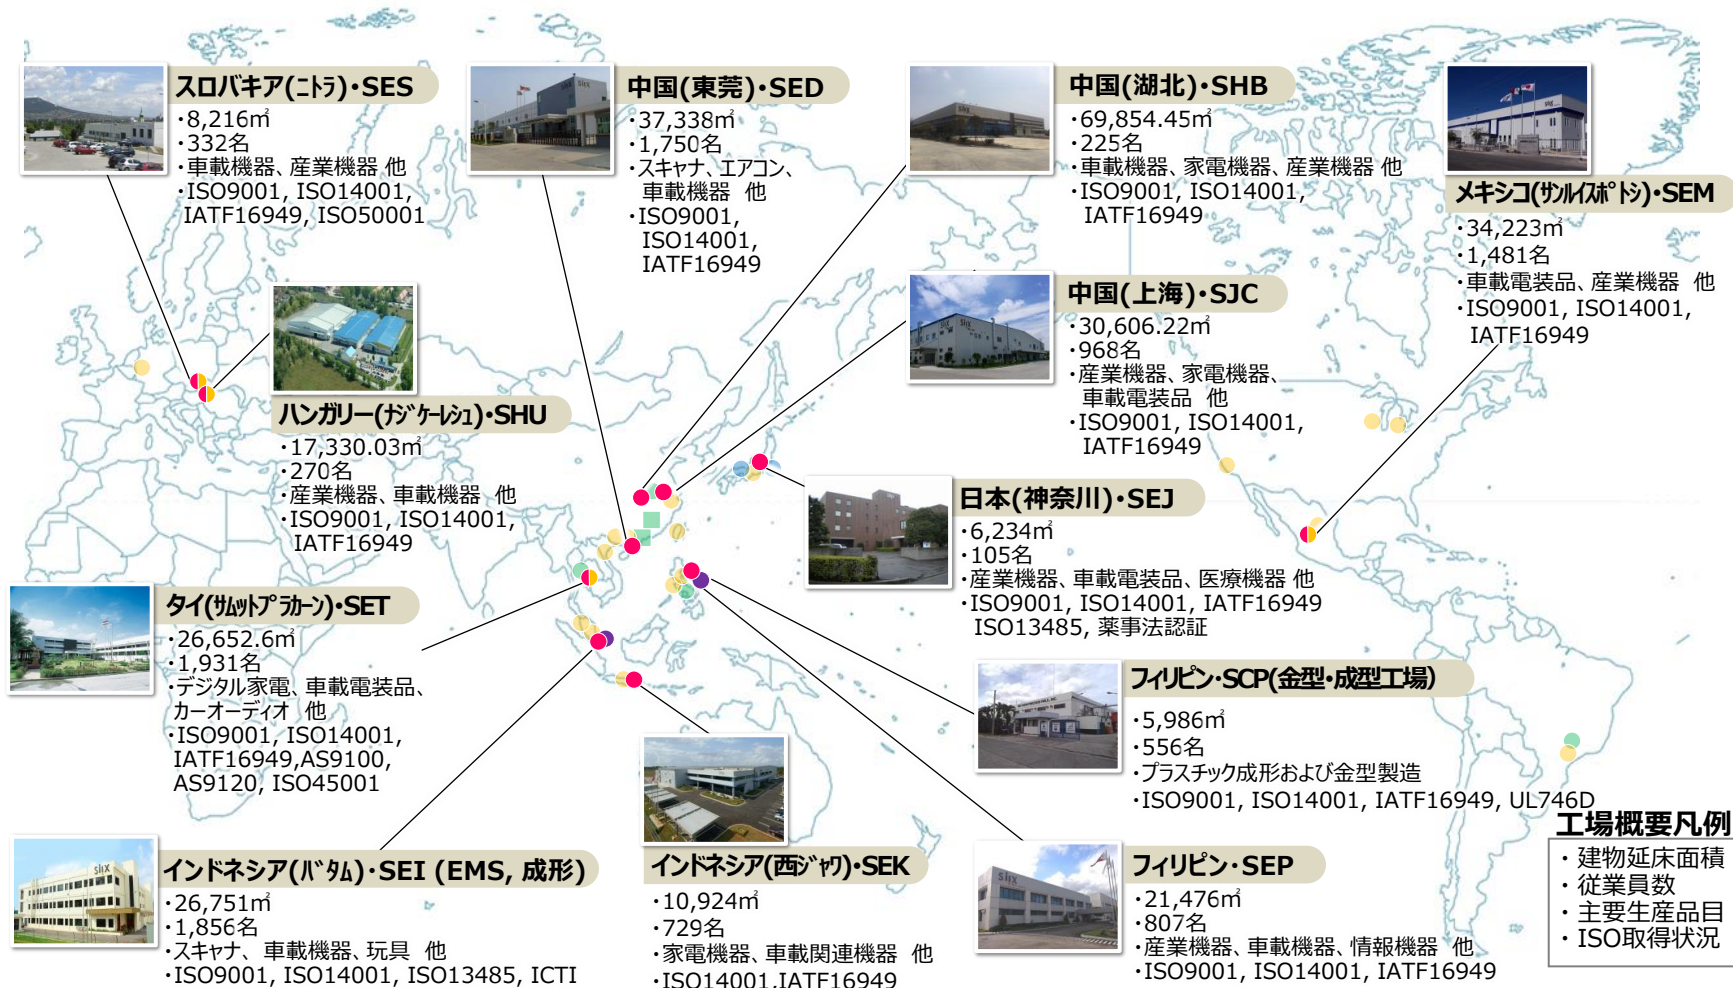 スロバキア(ニトラ)・SES
・8,216㎡
・332名
・車載機器、産業機器 他
・ISO9001, ISO14001,
IATF16949, ISO50001
中国(東莞)・SED
・37,338㎡
・1,750名
・スキャナ、エアコン、
車載機器 他
・ISO9001,
ISO14001,
IATF16949
中国(湖北)・SHB
・69,854.45㎡
・225名
・車載機器、家電機器、産業機器 他
・ISO9001, ISO14001,
IATF16949
メキシコ(サンルイスポトシ)・SEM
・34,223㎡
・1,481名
・車載電装品、産業機器 他
・ISO9001, ISO14001,
IATF16949
ハンガリー(ナジケーレシュ)・SHU
・17,330.03㎡
・270名
・産業機器、車載機器 他
・ISO9001, ISO14001,
IATF16949
中国(上海)・SJC
・30,606.22㎡
・968名
・産業機器、家電機器、
車載電装品 他
・ISO9001, ISO14001,
IATF16949
日本(神奈川)・SEJ
・6,234㎡
・105名
・産業機器、車載電装品、医療機器 他
・ISO9001, ISO14001, IATF16949
ISO13485, 薬事法認証
タイ(サムットプラカーン)・SET
・26,652.6㎡
・1,931名
・デジタル家電、車載電装品、
カーオーディオ 他
・ISO9001, ISO14001,
IATF16949,AS9100,
AS9120, ISO45001
フィリピン・SCP(金型・成型工場)
・5,986㎡
・556名
・プラスチック成形および金型製造
・ISO9001, ISO14001, IATF16949, UL746D
インドネシア(バタム)・SEI (EMS, 成形)
・26,751㎡
・1,856名
・スキャナ、車載機器、玩具 他
・ISO9001, ISO14001, ISO13485, ICTI
インドネシア(西ジャワ)・SEK
・10,924㎡
・729名
・家電機器、車載関連機器 他
・ISO14001,IATF16949
フィリピン・SEP
・21,476㎡
・807名
・産業機器、車載機器、情報機器 他
・ISO9001, ISO14001, IATF16949
工場概要凡例
・建物延床面積
・従業員数
・主要生産品目
・ISO取得状況
SIIX
SIIX
SIIX
SIIX